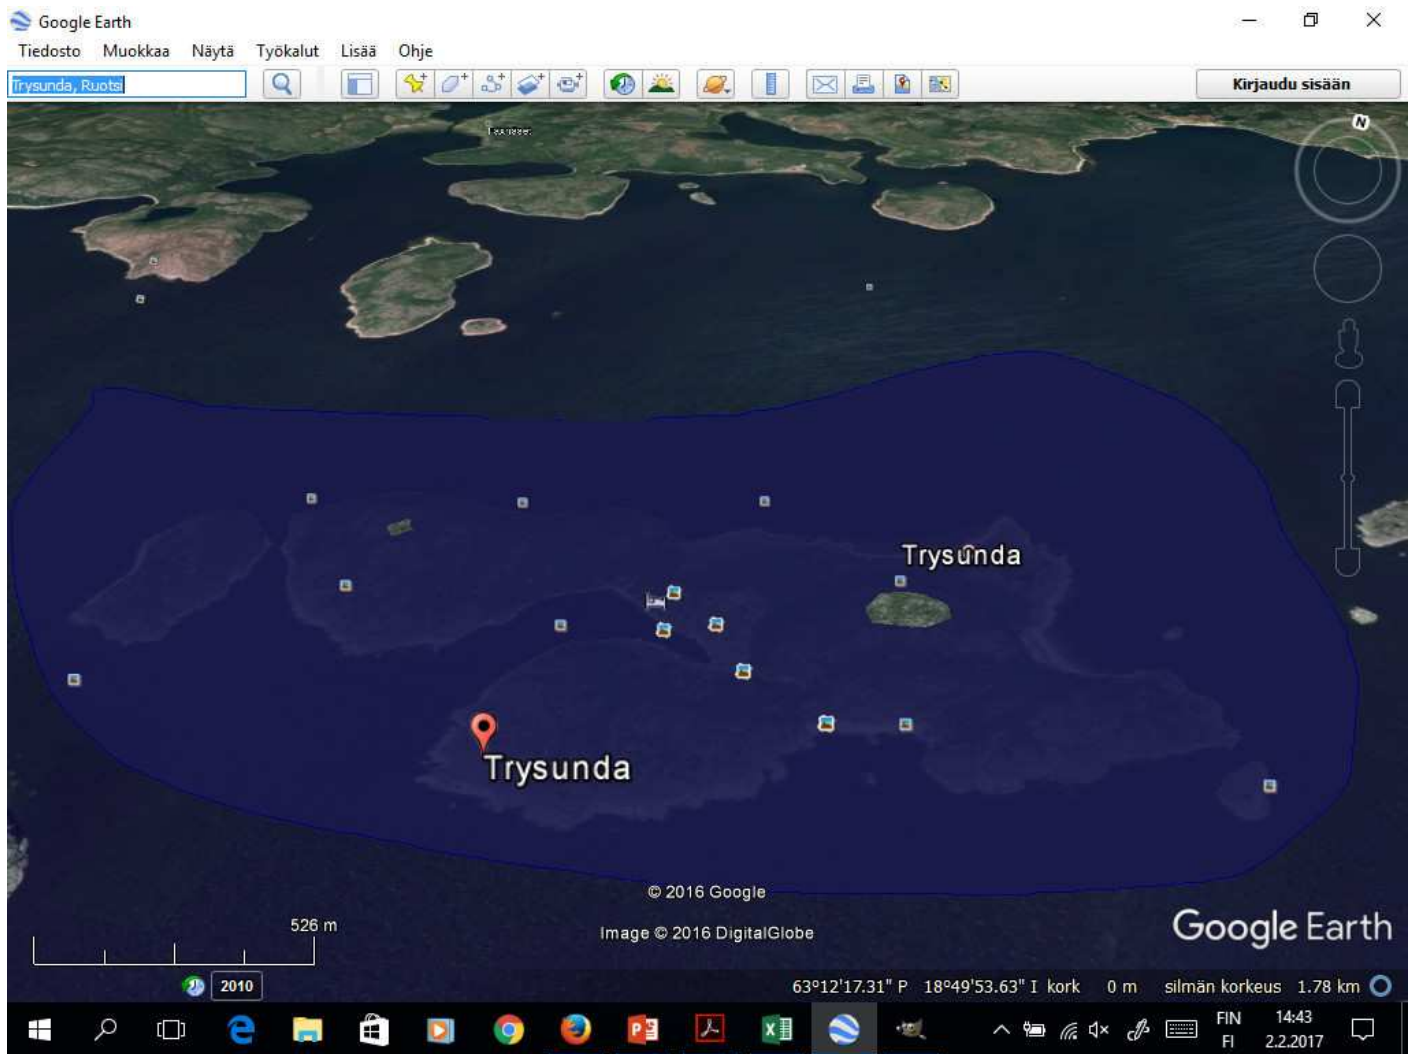 Google Earth
Tiedosto Muokkaa Näytä Työkalut Lisää Ohje
Trysunda, Ruotsi
Kirjaudu sisään
N
Trysunda
Trysunda
© 2016 Google
526 m
Image © 2016 DigitalGlobe
Google Earth
2010
63°12'17.31" P 18°49'53.63" I kork 0 m silmän korkeus 1.78 km
FIN 14:43
FI 2.2.2017